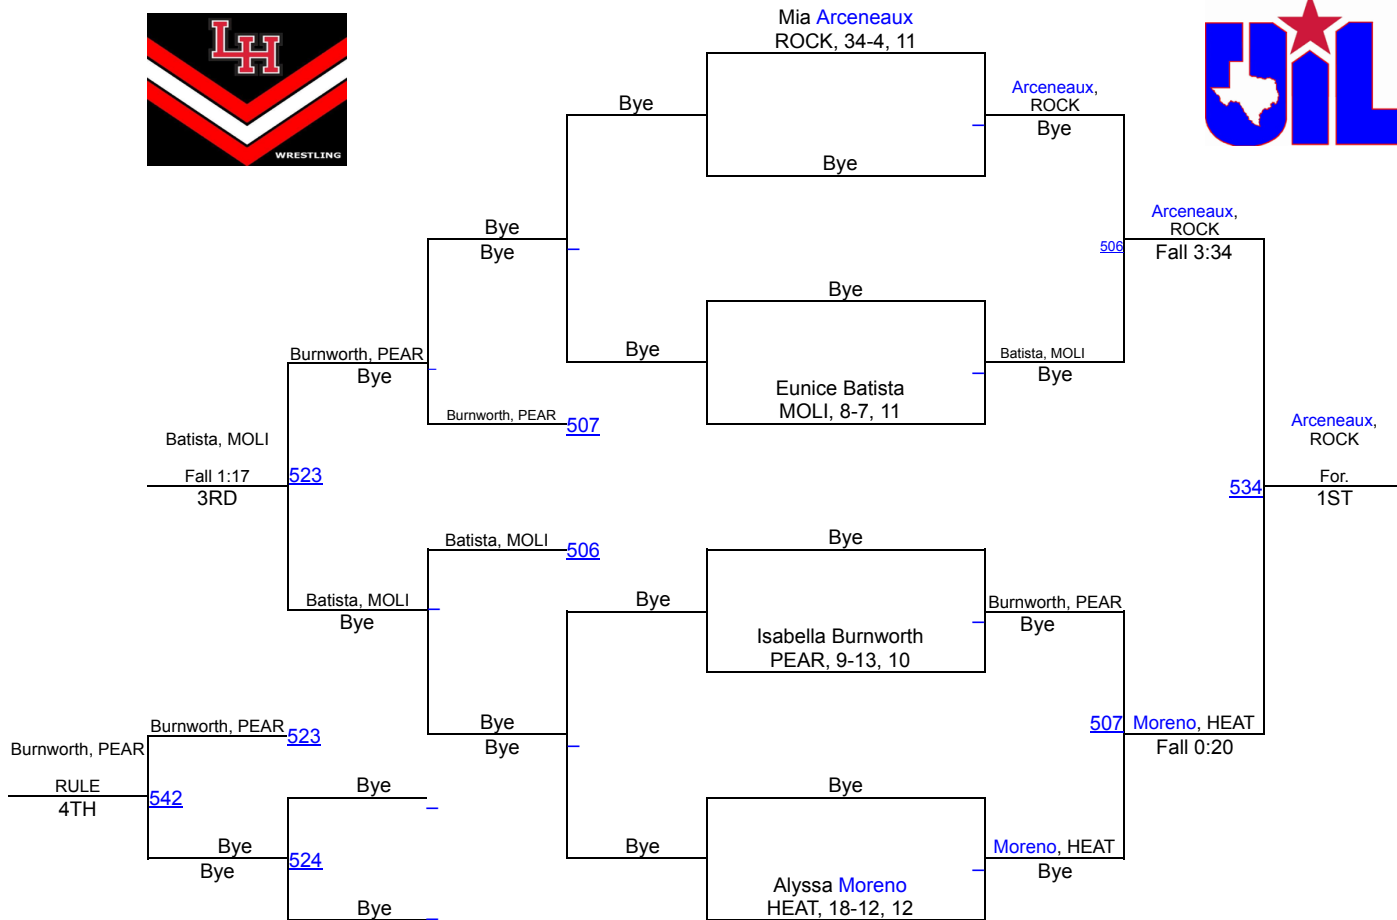 LH
WRESTLING
UIL
Mia Arceneaux
ROCK, 34-4, 11
Bye
Arceneaux,
ROCK
Bye
Bye
Bye
Bye
Arceneaux,
ROCK
506
Fall 3:34
Bye
Bye
Batista, MOLI
Bye
Eunice Batista
MOLI, 8-7, 11
Burnworth, PEAR
Bye
Burnworth, PEAR
507
Batista, MOLI
Fall 1:17
523
3RD
Arceneaux,
ROCK
534
For.
1ST
Batista, MOLI
506
Bye
Batista, MOLI
Bye
Bye
Burnworth, PEAR
Bye
Isabella Burnworth
PEAR, 9-13, 10
Bye
Bye
507
Moreno, HEAT
Fall 0:20
Burnworth, PEAR
523
Burnworth, PEAR
RULE
542
4TH
Bye
Bye
Bye
Bye
524
Bye
Moreno, HEAT
Bye
Alyssa Moreno
HEAT, 18-12, 12
Bye